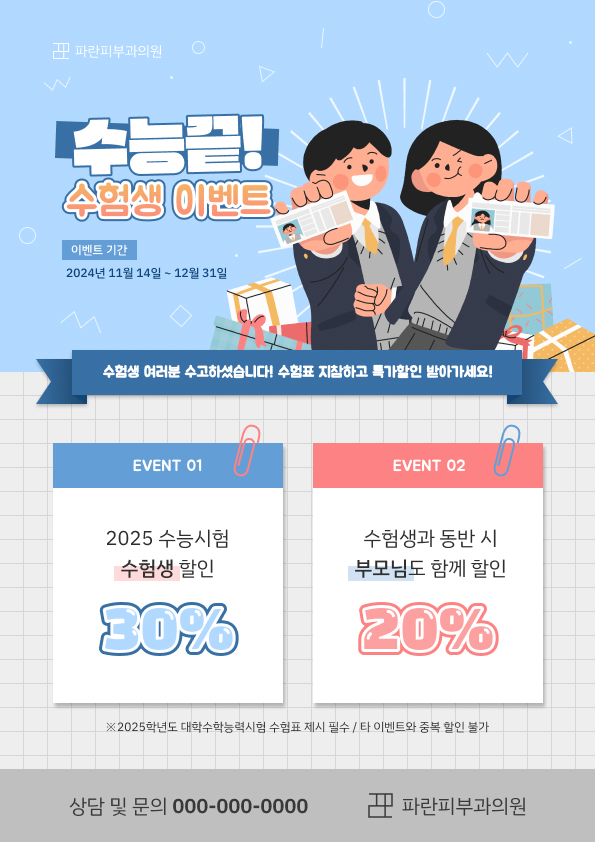 파란피부과의원
수능끝!
수험생 이벤트
이벤트 기간
2024년 11월 14일 ~ 12월 31일
수험생 여러분 수고하셨습니다! 수험표 지참하고 특가할인 받아가세요!
EVENT 01
2025 수능시험
수험생 할인
30%
EVENT 02
수험생과 동반 시
부모님도 함께 할인
20%
※2025학년도 대학수학능력시험 수험표 제시 필수 / 타 이벤트와 중복 할인 불가
상담 및 문의 000-000-0000
파란피부과의원